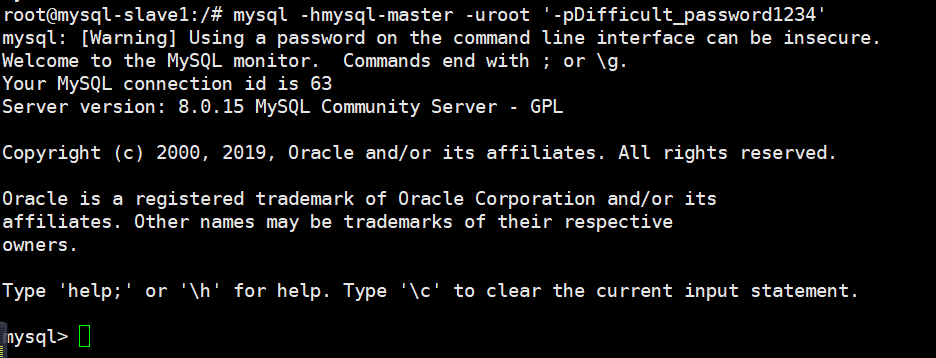 root@mysql-slave1:/# mysql -hmysql-master -uroot '-pDifficult_password1234'
mysql: [Warning] Using a password on the command line interface can be insecure.
Welcome to the MySQL monitor.  Commands end with ; or \g.
Your MySQL connection id is 63
Server version: 8.0.15 MySQL Community Server - GPL

Copyright (c) 2000, 2019, Oracle and/or its affiliates. All rights reserved.

Oracle is a registered trademark of Oracle Corporation and/or its
affiliates. Other names may be trademarks of their respective
owners.

Type 'help;' or '\h' for help. Type '\c' to clear the current input statement.

mysql>